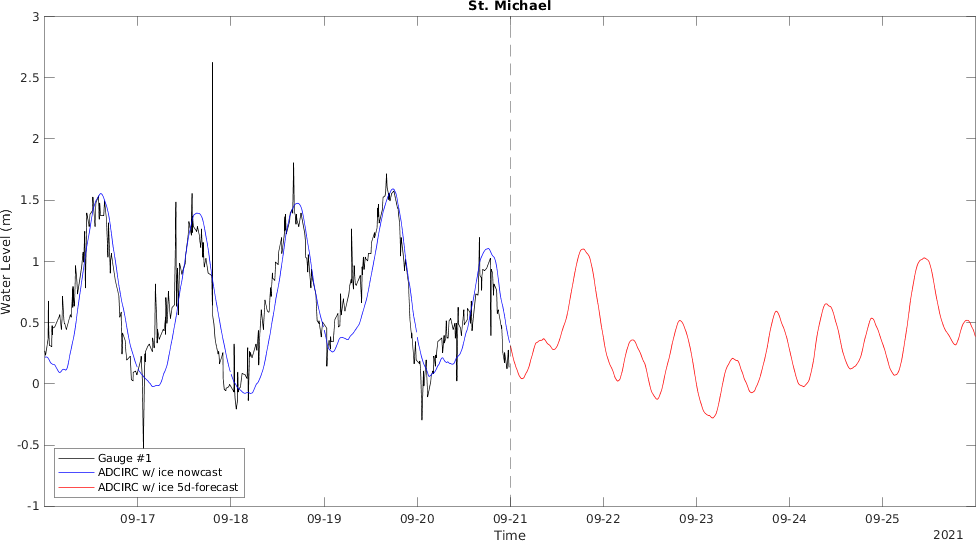 St. Michael
3
2.5
2
1.5
1
0.5
0
-0.5
-1
Water Level (m)
Gauge #1
ADCIRC w/ ice nowcast
ADCIRC w/ ice 5d-forecast
09-17 09-18 09-19 09-20 09-21 09-22 09-23 09-24 09-25
Time
2021